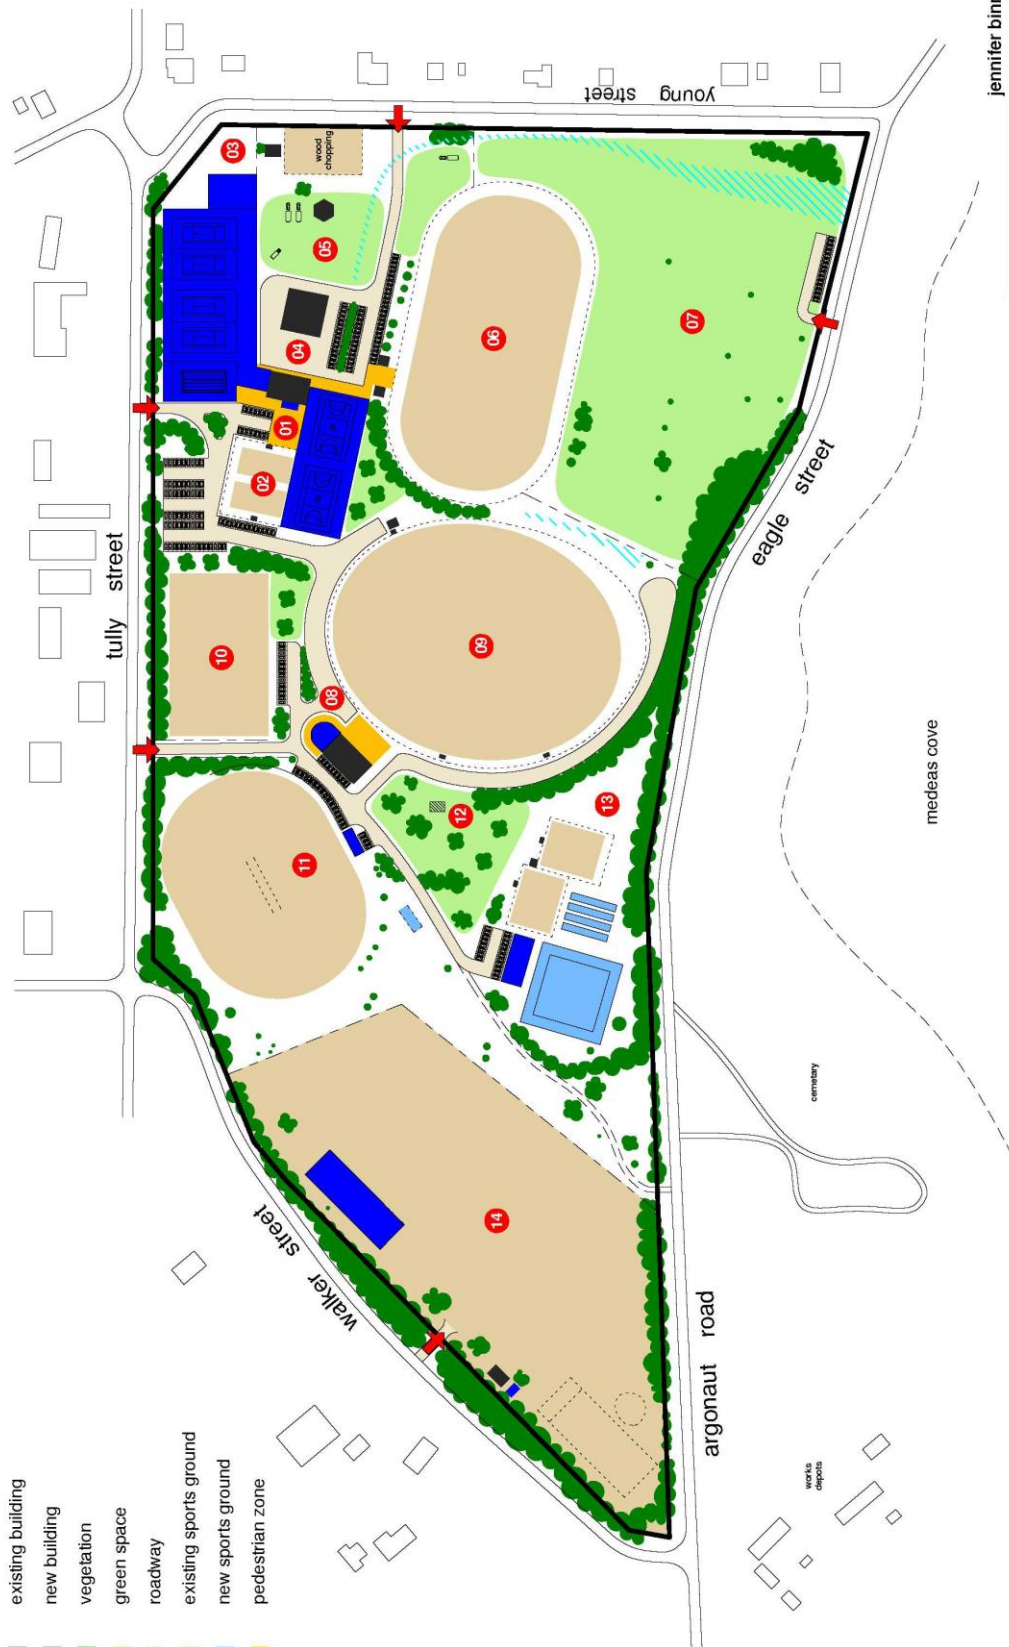 existing building
new building
vegetation
green space
roadway
existing sports ground
new sports ground
pedestrian zone
walker street
tully street
young street
eagle street
argonaut road
medeas cove
cemetary
works
depots
wood
chopping
01
02
03
04
05
06
07
08
09
10
11
12
13
14